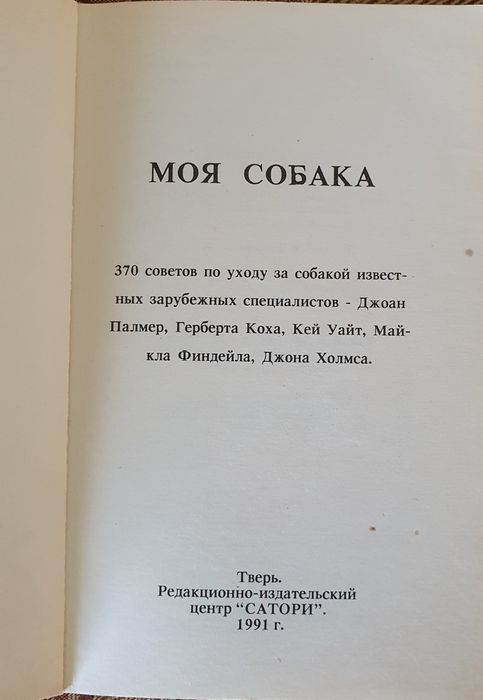 МОЯ СОБАКА
370 советов по уходу за собакой извест-
ных зарубежных специалистов - Джоан
Палмер, Герберта Коха, Кей Уайт, Май-
кла Финдейла, Джона Холмса.
Тверь.
Редакционно-издательский
центр "САТОРИ".
1991 г.